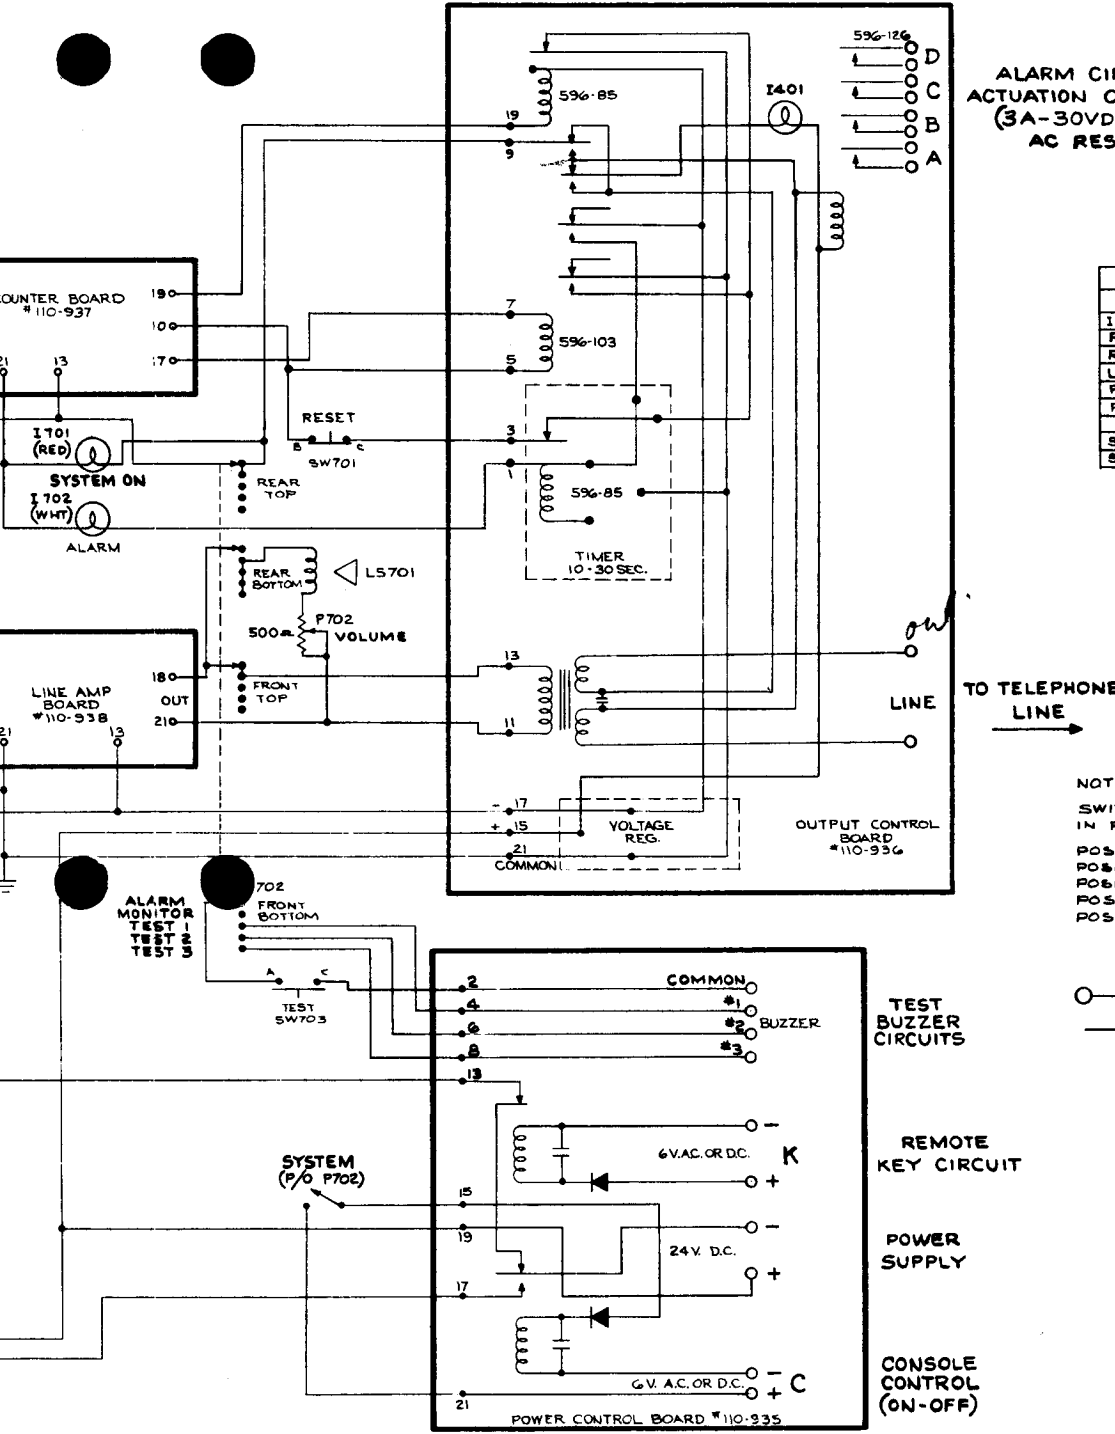 596-126
D
C
B
A
I401
596-85
19
9
ALARM
ACTUATION
(3A-30VD
AC RES
COUNTER BOARD
#110-937
19
10
17
21
13
7
5
596-103
RESET
B
C
SW701
3
1
I701
(RED)
SYSTEM ON
I702
(WHT)
ALARM
REAR
TOP
596-85
TIMER
10-30 SEC.
REAR
BOTTOM
LS701
P702
500Ω
VOLUME
FRONT
TOP
LINE AMP
BOARD
#110-938
18
OUT
21
21
13
13
11
out
LINE
TO TELEPHONE
LINE
- 17
+ 15
21
COMMON
VOLTAGE
REG.
OUTPUT CONTROL
BOARD
#110-936
NOT
SWI
IN
POS
POS
POS
POS
POS
702
FRONT
BOTTOM
ALARM
MONITOR
TEST 1
TEST 2
TEST 3
A
C
TEST
SW703
2
4
6
8
13
COMMON
#1
#2
#3
BUZZER
TEST
BUZZER
CIRCUITS
-
6V. A.C. OR D.C.
K
+
REMOTE
KEY CIRCUIT
SYSTEM
(P/O P702)
15
19
17
-
24V. D.C.
+
POWER
SUPPLY
-
6V. A.C. OR D.C.
+
C
CONSOLE
CONTROL
(ON-OFF)
21
POWER CONTROL BOARD #110-935